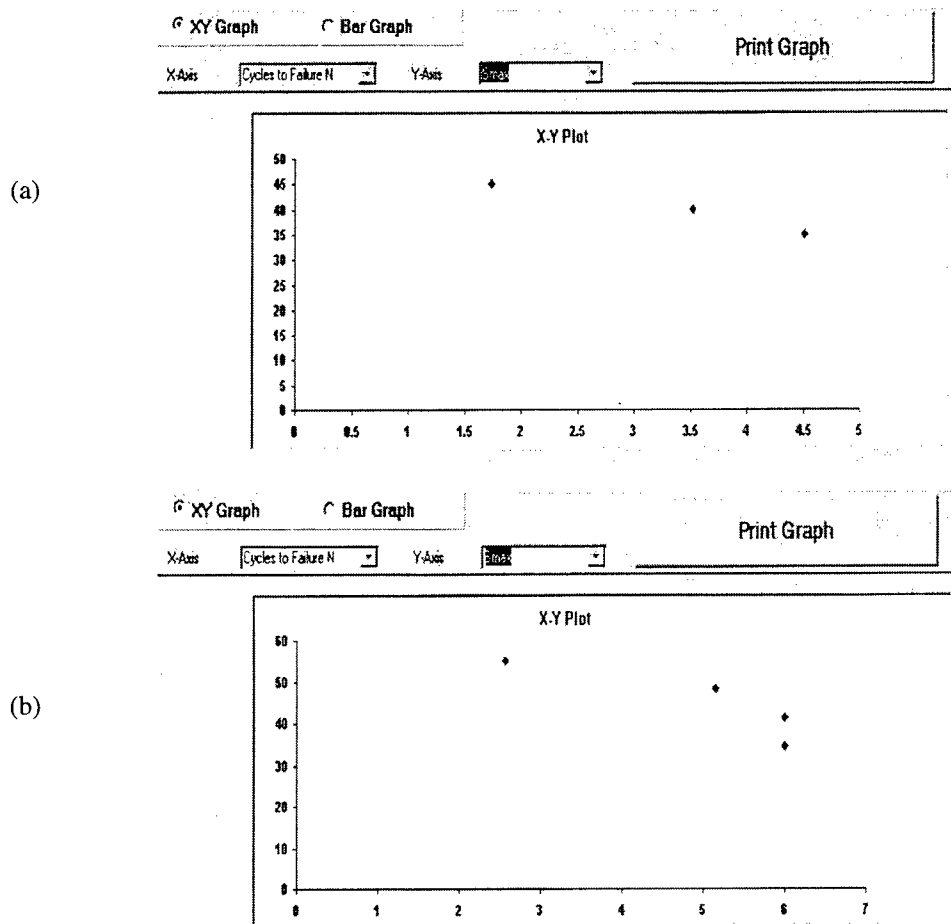 XY Graph Bar Graph Print Graph
X-Axis Cycles to Failure N Y-Axis Smax
(a)
X-Y Plot
50
45
40
35
30
25
20
15
10
5
0
0 0.5 1 1.5 2 2.5 3 3.5 4 4.5 5
XY Graph Bar Graph Print Graph
X-Axis Cycles to Failure N Y-Axis
(b)
X-Y Plot
60
50
40
30
20
10
0
0 1 2 3 4 5 6 7